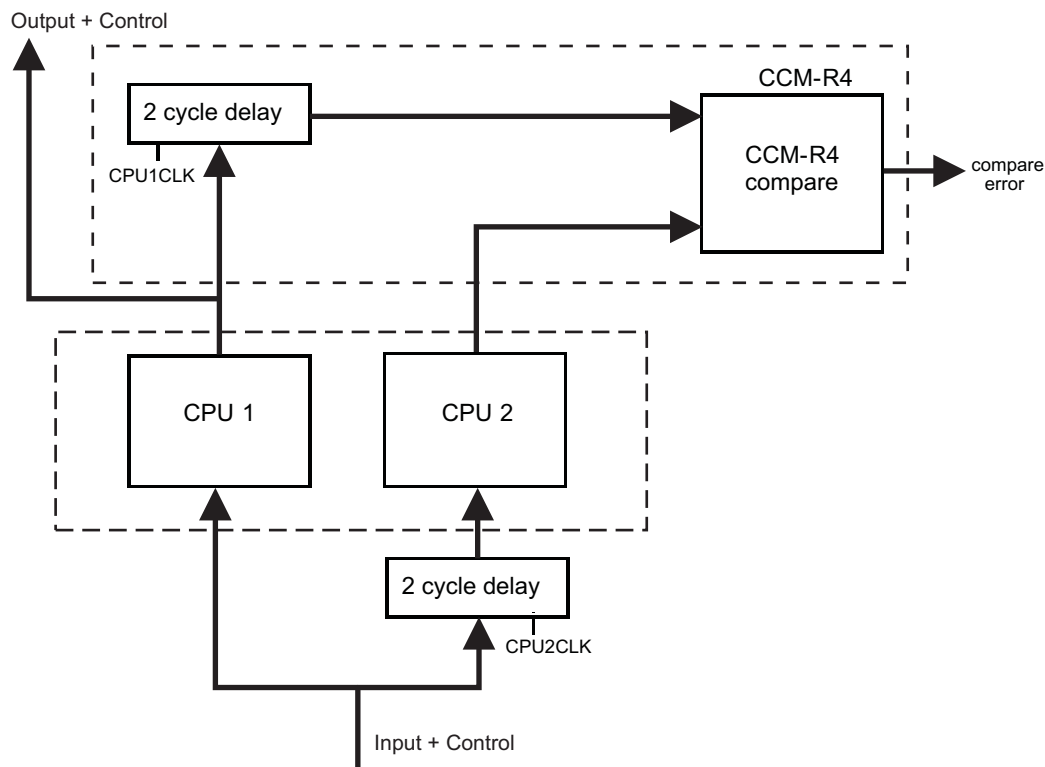 Output + Control
CCM-R4
2 cycle delay
CPU1CLK
CCM-R4
compare
compare
error
CPU 1
CPU 2
2 cycle delay
CPU2CLK
Input + Control